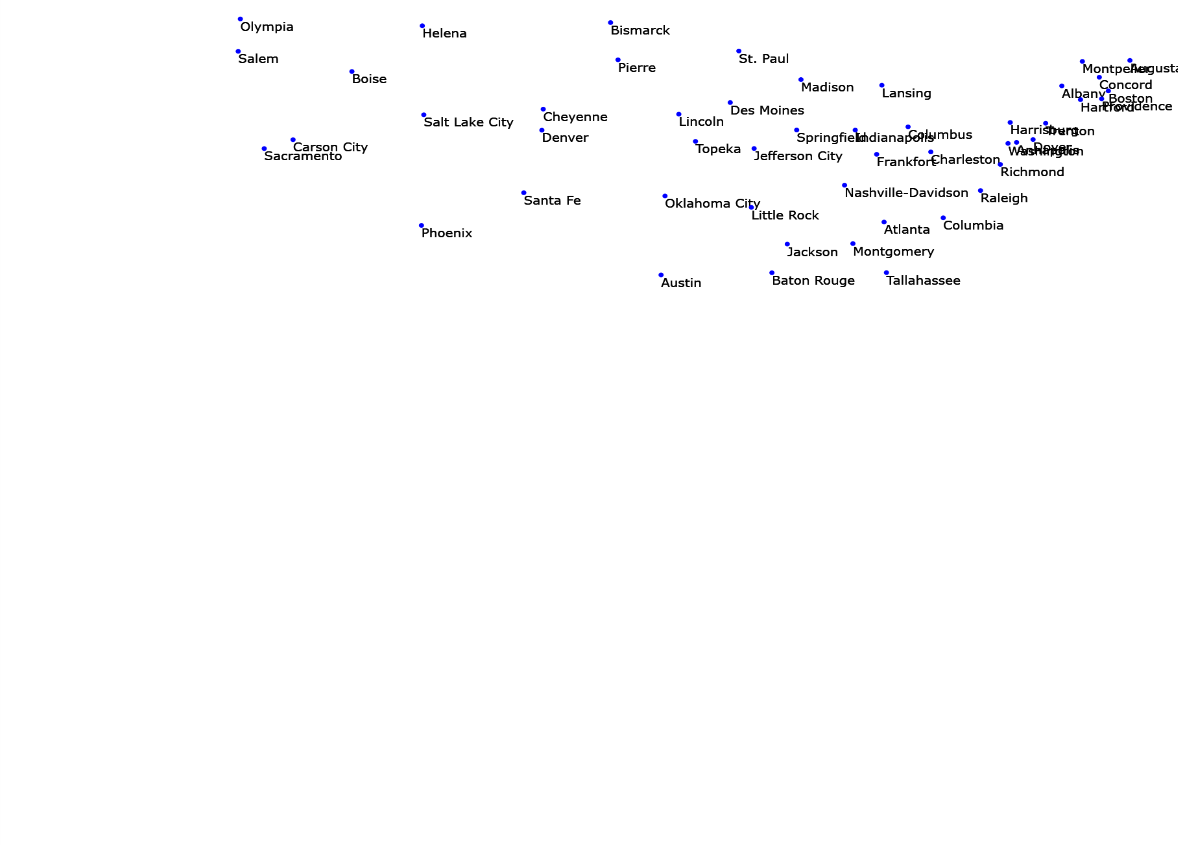 Olympia
Helena
Bismarck
Salem
St. Paul
Pierre
Montpelier
Augusta
Boise
Concord
Madison
Lansing
Albany
Boston
Hartford
Providence
Des Moines
Cheyenne
Salt Lake City
Lincoln
Harrisburg
Trenton
Denver
Springfield
Indianapolis
Columbus
Carson City
Dover
Topeka
Washington
Annapolis
Sacramento
Jefferson City
Frankfort
Charleston
Richmond
Nashville-Davidson
Raleigh
Santa Fe
Oklahoma City
Little Rock
Columbia
Atlanta
Phoenix
Jackson
Montgomery
Austin
Baton Rouge
Tallahassee